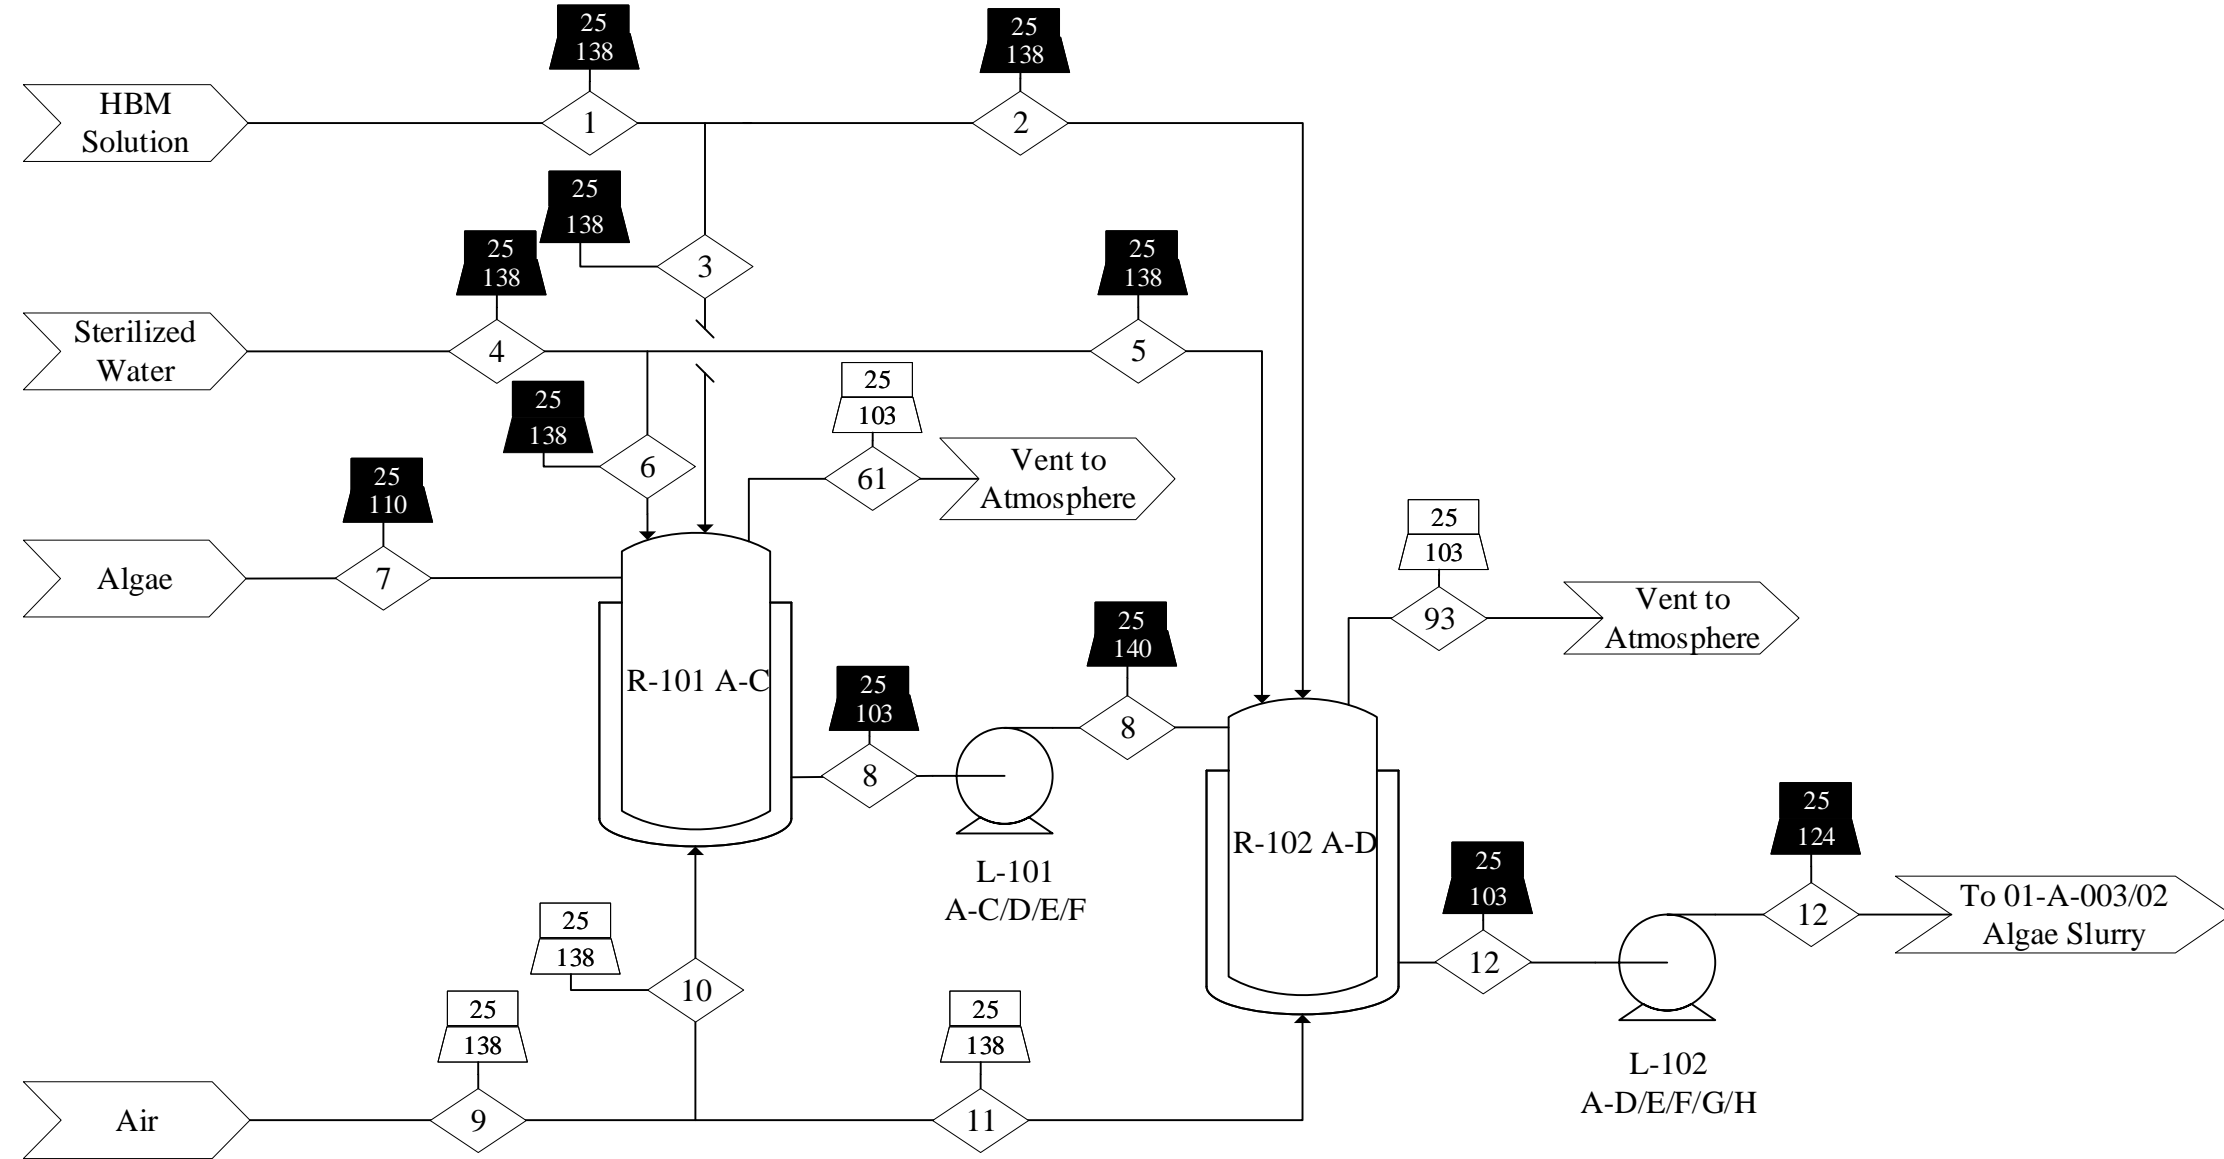 25
138
25
138
HBM
Solution
1
2
25
138
3
25
138
25
138
Sterilized
Water
4
5
25
103
25
138
6
61
Vent to
Atmosphere
25
110
Algae
7
25
103
93
Vent to
Atmosphere
R-101 A-C
25
103
8
25
140
8
L-101
A-C/D/E/F
R-102 A-D
25
103
12
25
124
12
To 01-A-003/02
Algae Slurry
L-102
A-D/E/F/G/H
25
138
10
25
138
25
138
Air
9
11